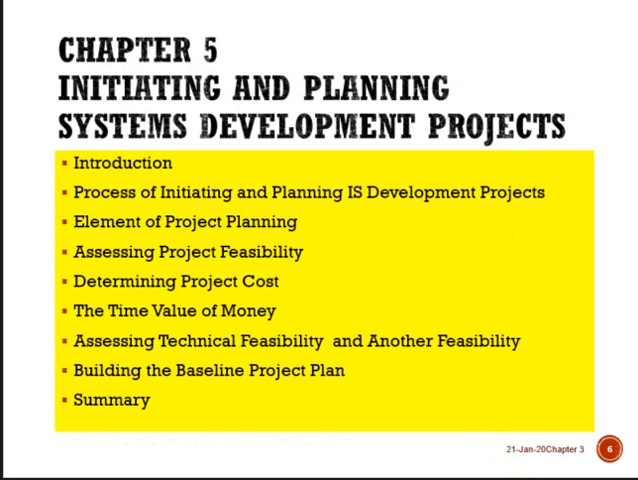 CHAPTER 5
INITIATING AND PLANNING
SYSTEMS DEVELOPMENT PROJECTS
▪ Introduction
▪ Process of Initiating and Planning IS Development Projects
▪ Element of Project Planning
▪ Assessing Project Feasibility
▪ Determining Project Cost
▪ The Time Value of Money
▪ Assessing Technical Feasibility and Another Feasibility
▪ Building the Baseline Project Plan
▪ Summary
21-Jan-20Chapter 3 6